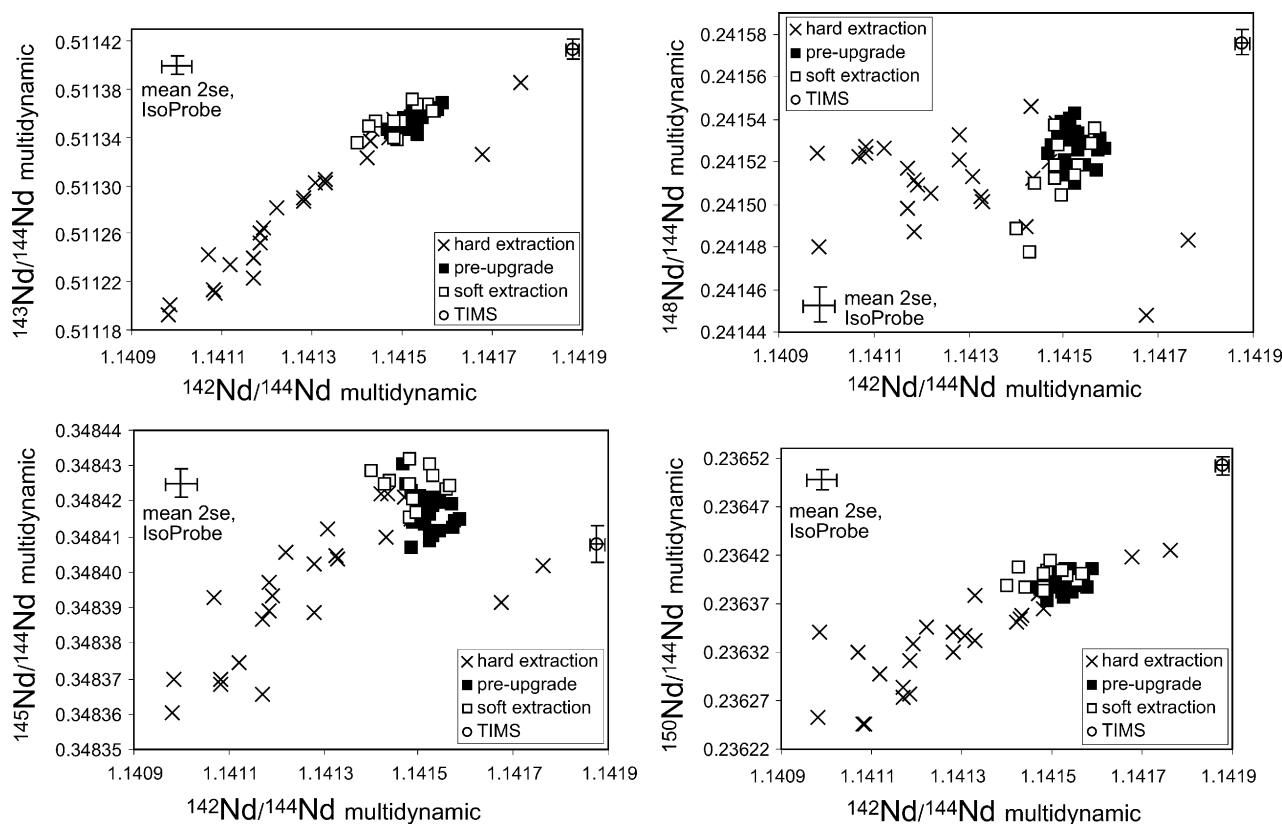 0.51142
0.51138
0.51134
0.51130
0.51126
0.51122
0.51118
¹⁴³Nd/¹⁴⁴Nd multidynamic
mean 2se,
IsoProbe
hard extraction
pre-upgrade
soft extraction
TIMS
1.1409 1.1411 1.1413 1.1415 1.1417 1.1419
¹⁴²Nd/¹⁴⁴Nd multidynamic
0.24158
0.24156
0.24154
0.24152
0.24150
0.24148
0.24146
0.24144
¹⁴⁸Nd/¹⁴⁴Nd multidynamic
hard extraction
pre-upgrade
soft extraction
TIMS
mean 2se,
IsoProbe
1.1409 1.1411 1.1413 1.1415 1.1417 1.1419
¹⁴²Nd/¹⁴⁴Nd multidynamic
0.34844
0.34843
0.34842
0.34841
0.34840
0.34839
0.34838
0.34837
0.34836
0.34835
¹⁴⁵Nd/¹⁴⁴Nd multidynamic
mean 2se,
IsoProbe
hard extraction
pre-upgrade
soft extraction
TIMS
1.1409 1.1411 1.1413 1.1415 1.1417 1.1419
¹⁴²Nd/¹⁴⁴Nd multidynamic
0.23652
0.23647
0.23642
0.23637
0.23632
0.23627
0.23622
¹⁵⁰Nd/¹⁴⁴Nd multidynamic
mean 2se,
IsoProbe
hard extraction
pre-upgrade
soft extraction
TIMS
1.1409 1.1411 1.1413 1.1415 1.1417 1.1419
¹⁴²Nd/¹⁴⁴Nd multidynamic